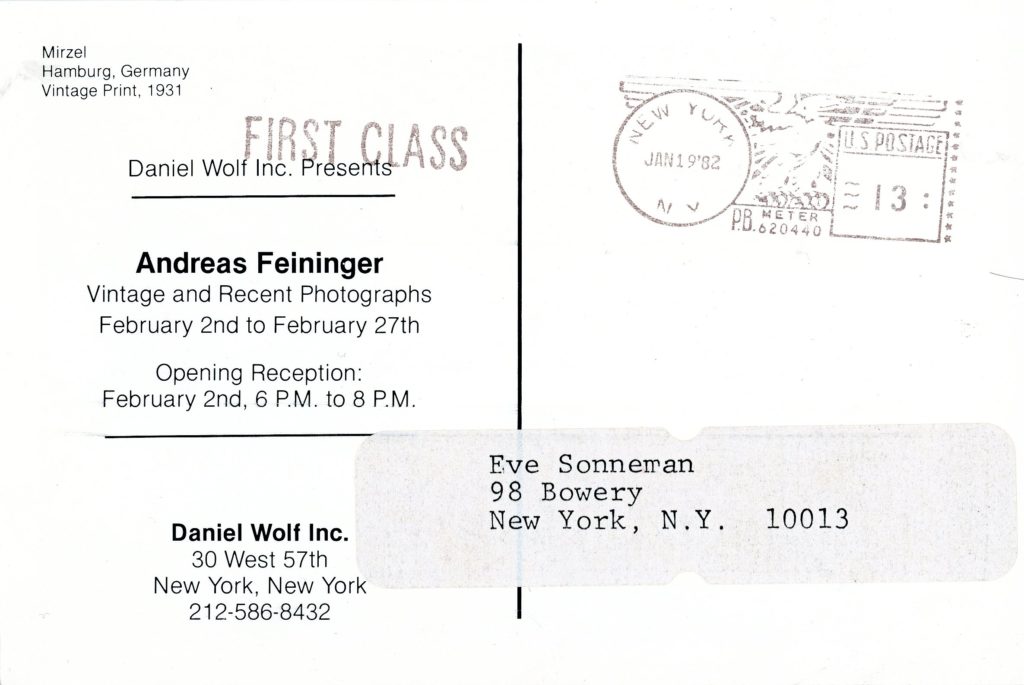 Mirzel
Hamburg, Germany
Vintage Print, 1931
FIRST CLASS
Daniel Wolf Inc. Presents
Andreas Feininger
Vintage and Recent Photographs
February 2nd to February 27th
Opening Reception:
February 2nd, 6 P.M. to 8 P.M.
Daniel Wolf Inc.
30 West 57th
New York, New York
212-586-8432
NEW YORK
JAN19'82
N Y
U.S. POSTAGE
13
P.B. METER
620440
Eve Sonneman
98 Bowery
New York, N.Y. 10013